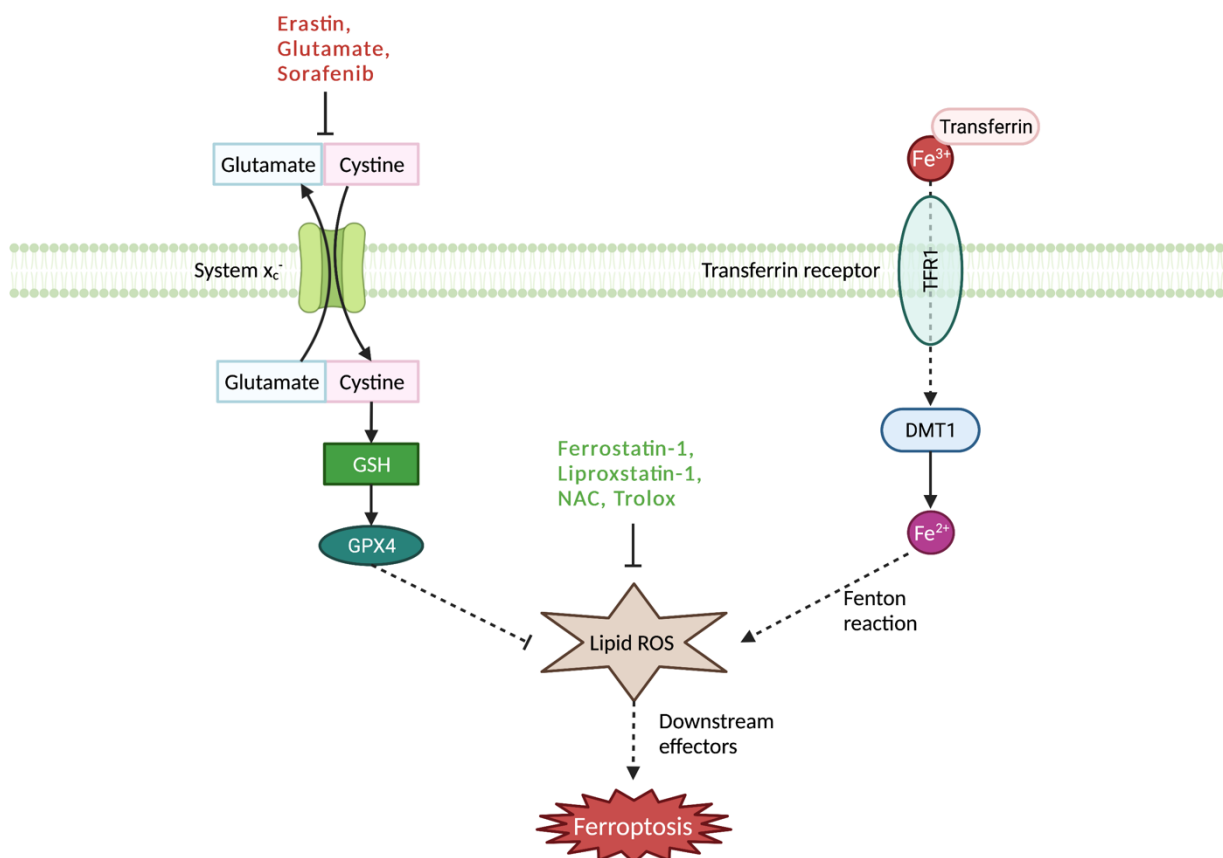 Erastin,
Glutamate,
Sorafenib
Glutamate
Cystine
Transferrin
Fe3+
System xc-
Transferrin receptor
TFR1
Glutamate
Cystine
DMT1
GSH
Ferrostatin-1,
Liproxstatin-1,
NAC, Trolox
GPX4
Fe2+
Fenton
reaction
Lipid ROS
Downstream
effectors
Ferroptosis